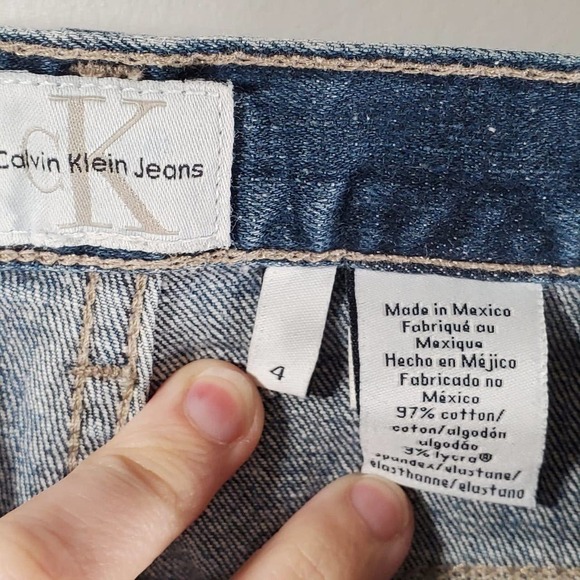 CK
Calvin Klein Jeans
4
Made in Mexico
Fabriqué au
Mexique
Hecho en Méjico
Fabricado no
México
97% cotton/
coton/algodón
algodão
3% lycra®
spandex/elastane/
elasthanne/elastano